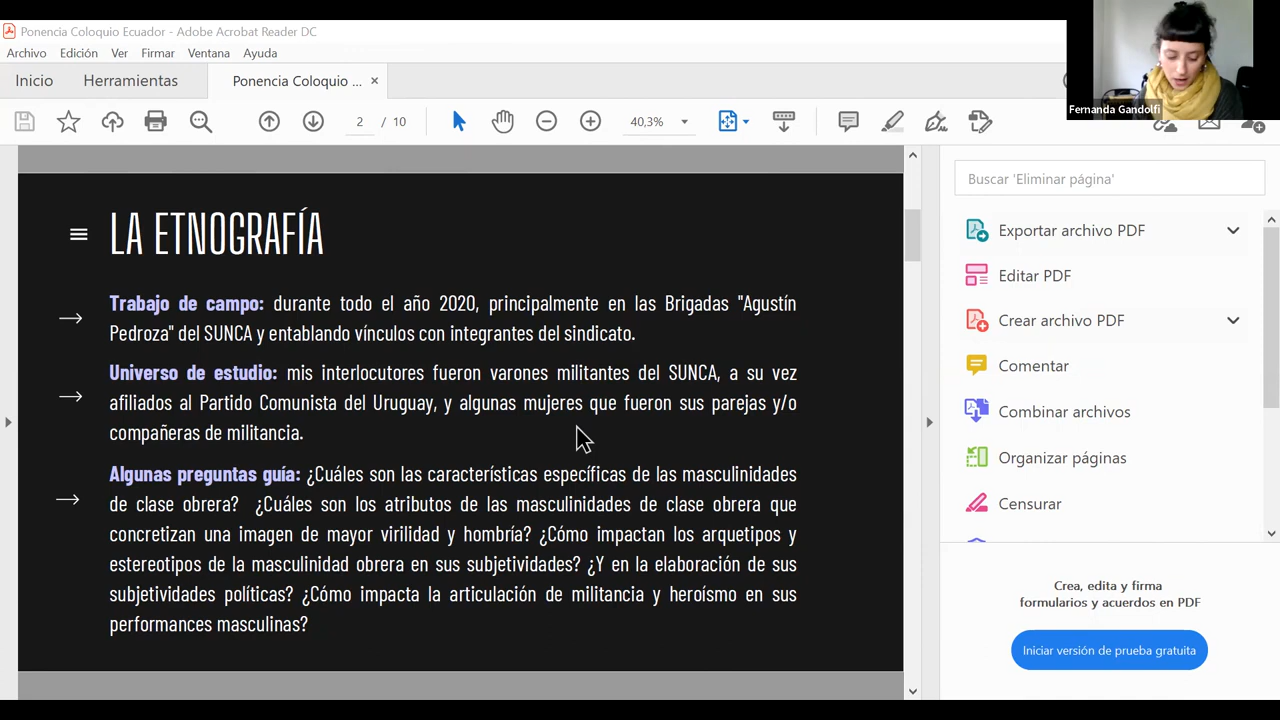 Ponencia Coloquio Ecuador - Adobe Acrobat Reader DC
Archivo Edición Ver Firmar Ventana Ayuda
Inicio Herramientas Ponencia Coloquio ... ×
2 / 10 40,3%
Fernanda Gandolfi
LA ETNOGRAFÍA
Trabajo de campo: durante todo el año 2020, principalmente en las Brigadas "Agustín
Pedroza" del SUNCA y entablando vínculos con integrantes del sindicato.
Universo de estudio: mis interlocutores fueron varones militantes del SUNCA, a su vez
afiliados al Partido Comunista del Uruguay, y algunas mujeres que fueron sus parejas y/o
compañeras de militancia.
Algunas preguntas guía: ¿Cuáles son las características específicas de las masculinidades
de clase obrera? ¿Cuáles son los atributos de las masculinidades de clase obrera que
concretizan una imagen de mayor virilidad y hombría? ¿Cómo impactan los arquetipos y
estereotipos de la masculinidad obrera en sus subjetividades? ¿Y en la elaboración de sus
subjetividades políticas? ¿Cómo impacta la articulación de militancia y heroísmo en sus
performances masculinas?
Buscar 'Eliminar página'
Exportar archivo PDF
Editar PDF
Crear archivo PDF
Comentar
Combinar archivos
Organizar páginas
Censurar
Crea, edita y firma
formularios y acuerdos en PDF
Iniciar versión de prueba gratuita